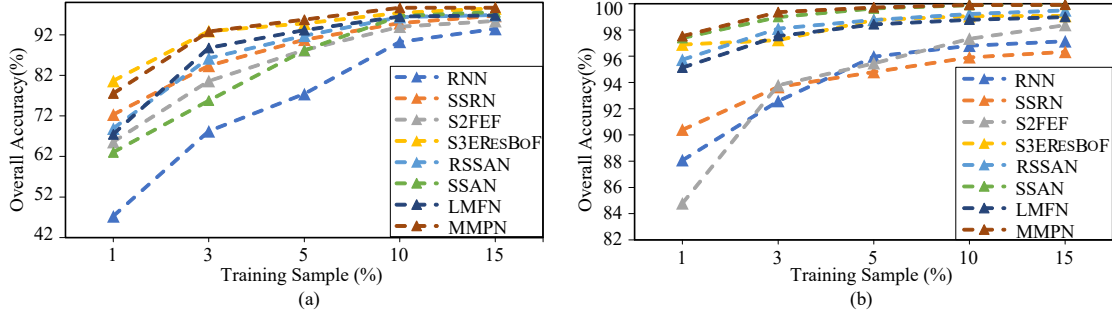 Overall Accuracy(%)
92
82
72
62
52
42
1
3
5
10
15
Training Sample (%)
(a)
RNN
SSRN
S2FEF
S3EResBoF
RSSAN
SSAN
LMFN
MMPN
Overall Accuracy(%)
100
98
96
94
92
90
88
86
84
82
1
3
5
10
15
Training Sample (%)
(b)
RNN
SSRN
S2FEF
S3EResBoF
RSSAN
SSAN
LMFN
MMPN